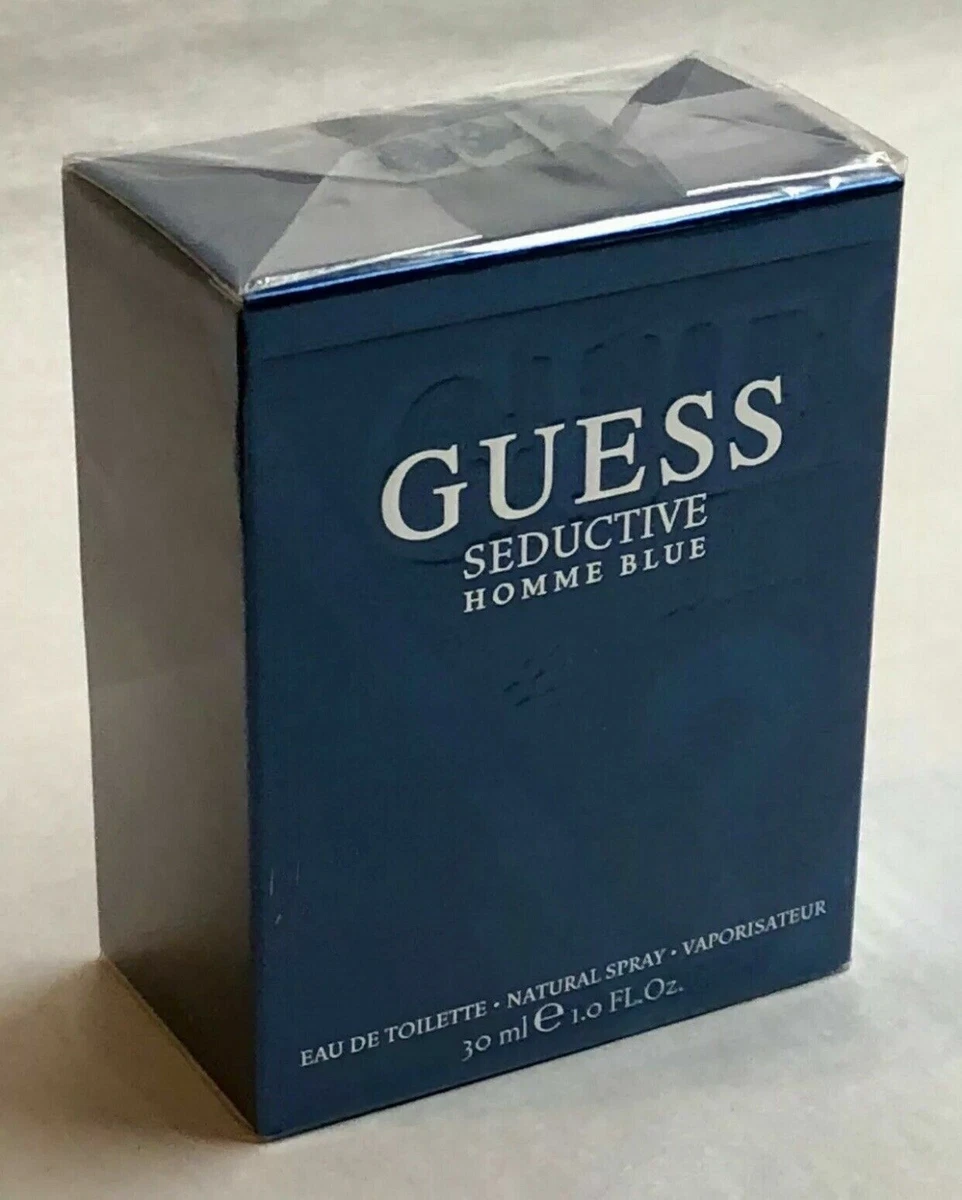 GUESS
SEDUCTIVE
HOMME BLUE
EAU DE TOILETTE · NATURAL SPRAY · VAPORISATEUR
30 ml ℮ 1.0 FL.Oz.